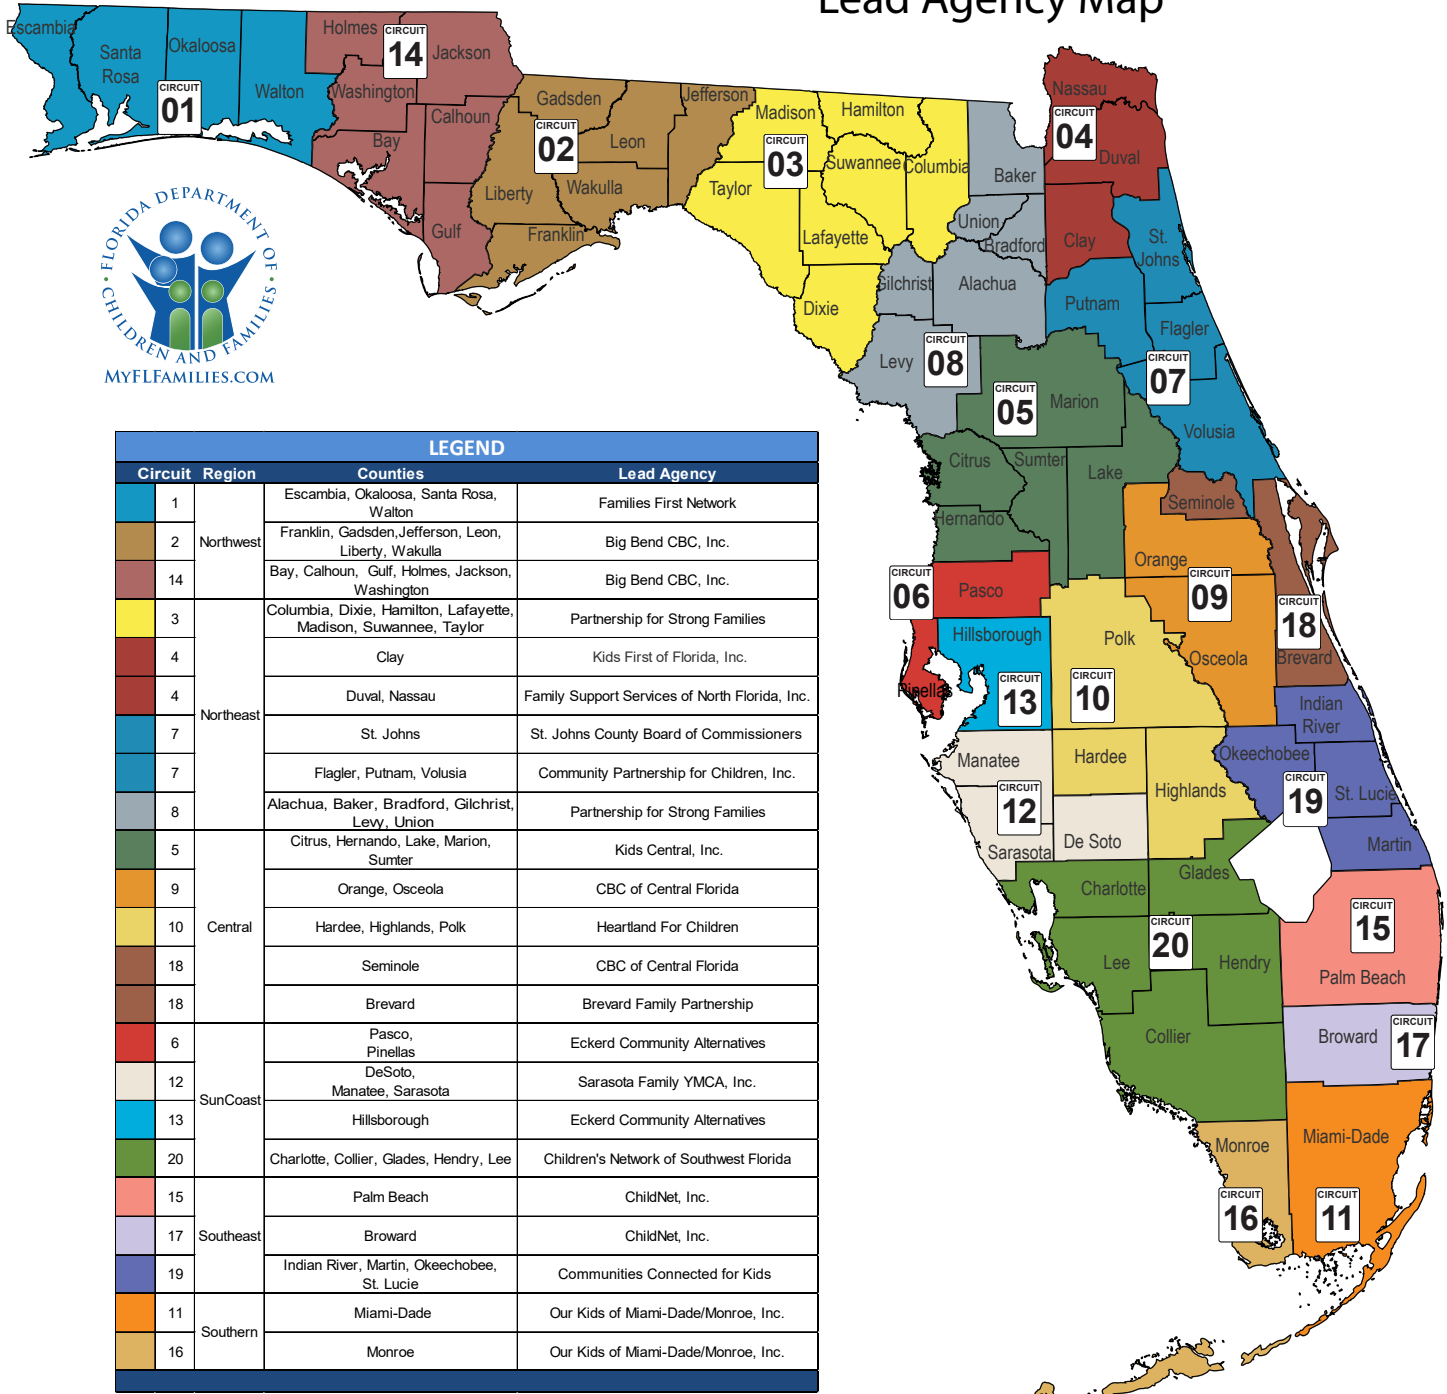 Lead Agency Map
Escambia
Santa
Rosa
Okaloosa
Walton
CIRCUIT
01
Holmes
CIRCUIT
14
Jackson
Washington
Calhoun
Bay
Gulf
Gadsden
Jefferson
CIRCUIT
02
Leon
Liberty
Wakulla
Franklin
Madison
Hamilton
CIRCUIT
03
Suwannee
Columbia
Taylor
Lafayette
Dixie
Nassau
CIRCUIT
04
Duval
Clay
Baker
Union
Bradford
Gilchrist
Alachua
Levy
CIRCUIT
08
St.
Johns
Putnam
Flagler
CIRCUIT
07
Volusia
CIRCUIT
05
Marion
Citrus
Sumter
Lake
Hernando
Seminole
Orange
CIRCUIT
09
Osceola
CIRCUIT
18
Brevard
CIRCUIT
06
Pasco
Pinellas
Hillsborough
CIRCUIT
13
Polk
CIRCUIT
10
Hardee
Highlands
Manatee
CIRCUIT
12
Sarasota
De Soto
Indian
River
Okeechobee
CIRCUIT
19
St. Lucie
Martin
Charlotte
Glades
CIRCUIT
20
Lee
Hendry
Collier
CIRCUIT
15
Palm Beach
Broward
CIRCUIT
17
Monroe
CIRCUIT
16
Miami-Dade
CIRCUIT
11
FLORIDA DEPARTMENT OF
CHILDREN AND FAMILIES
MYFLFAMILIES.COM
LEGEND
Circuit Region Counties Lead Agency
1 Escambia, Okaloosa, Santa Rosa,
Walton Families First Network
Northwest
2 Franklin, Gadsden,Jefferson, Leon,
Liberty, Wakulla Big Bend CBC, Inc.
14 Bay, Calhoun, Gulf, Holmes, Jackson,
Washington Big Bend CBC, Inc.
3 Columbia, Dixie, Hamilton, Lafayette,
Madison, Suwannee, Taylor Partnership for Strong Families
4 Clay Kids First of Florida, Inc.
4 Duval, Nassau Family Support Services of North Florida, Inc.
Northeast
7 St. Johns St. Johns County Board of Commissioners
7 Flagler, Putnam, Volusia Community Partnership for Children, Inc.
8 Alachua, Baker, Bradford, Gilchrist,
Levy, Union Partnership for Strong Families
5 Citrus, Hernando, Lake, Marion,
Sumter Kids Central, Inc.
9 Orange, Osceola CBC of Central Florida
10 Central Hardee, Highlands, Polk Heartland For Children
18 Seminole CBC of Central Florida
18 Brevard Brevard Family Partnership
6 Pasco,
Pinellas Eckerd Community Alternatives
12 DeSoto,
Manatee, Sarasota Sarasota Family YMCA, Inc.
SunCoast
13 Hillsborough Eckerd Community Alternatives
20 Charlotte, Collier, Glades, Hendry, Lee Children's Network of Southwest Florida
15 Palm Beach ChildNet, Inc.
17 Southeast Broward ChildNet, Inc.
19 Indian River, Martin, Okeechobee,
St. Lucie Communities Connected for Kids
11 Miami-Dade Our Kids of Miami-Dade/Monroe, Inc.
Southern
16 Monroe Our Kids of Miami-Dade/Monroe, Inc.